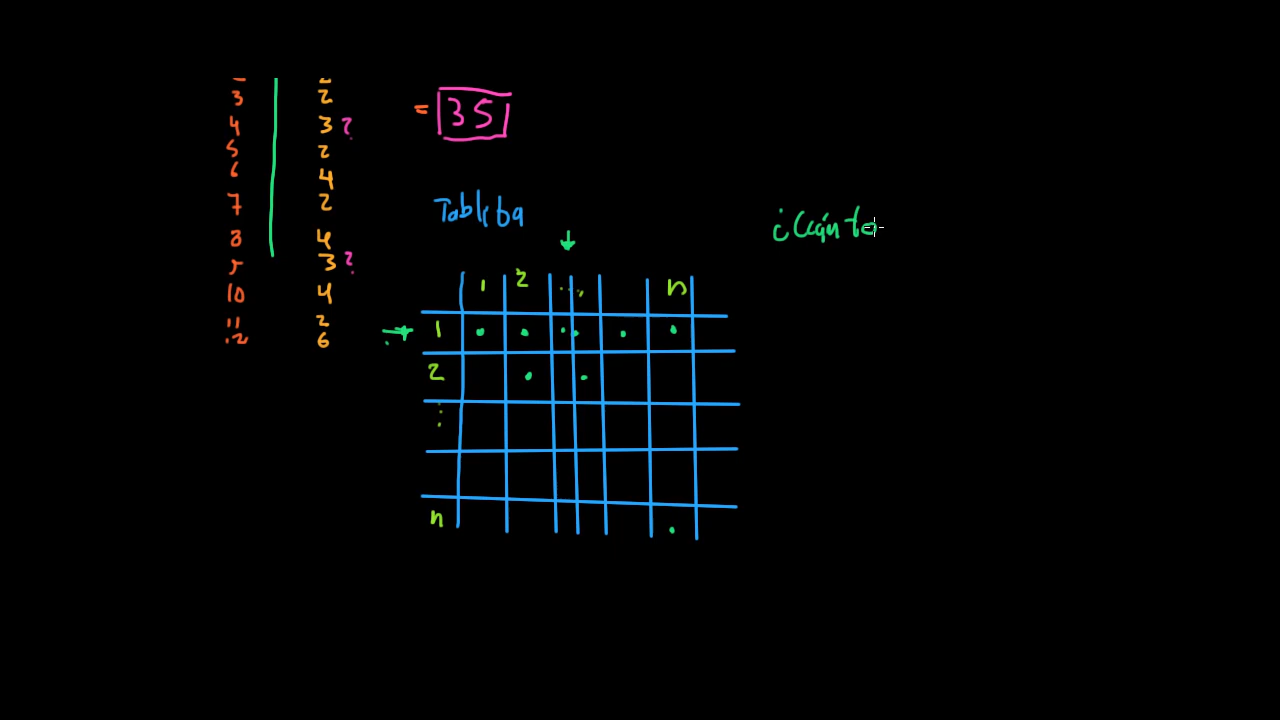 3 2
4 3 ?
5 2
6 4
7 2
8 4
9 3 ?
10 4
11 2
12 6
= 35
Tablita
¿Cuánto
1 2 ... n
1
2
⋮
n